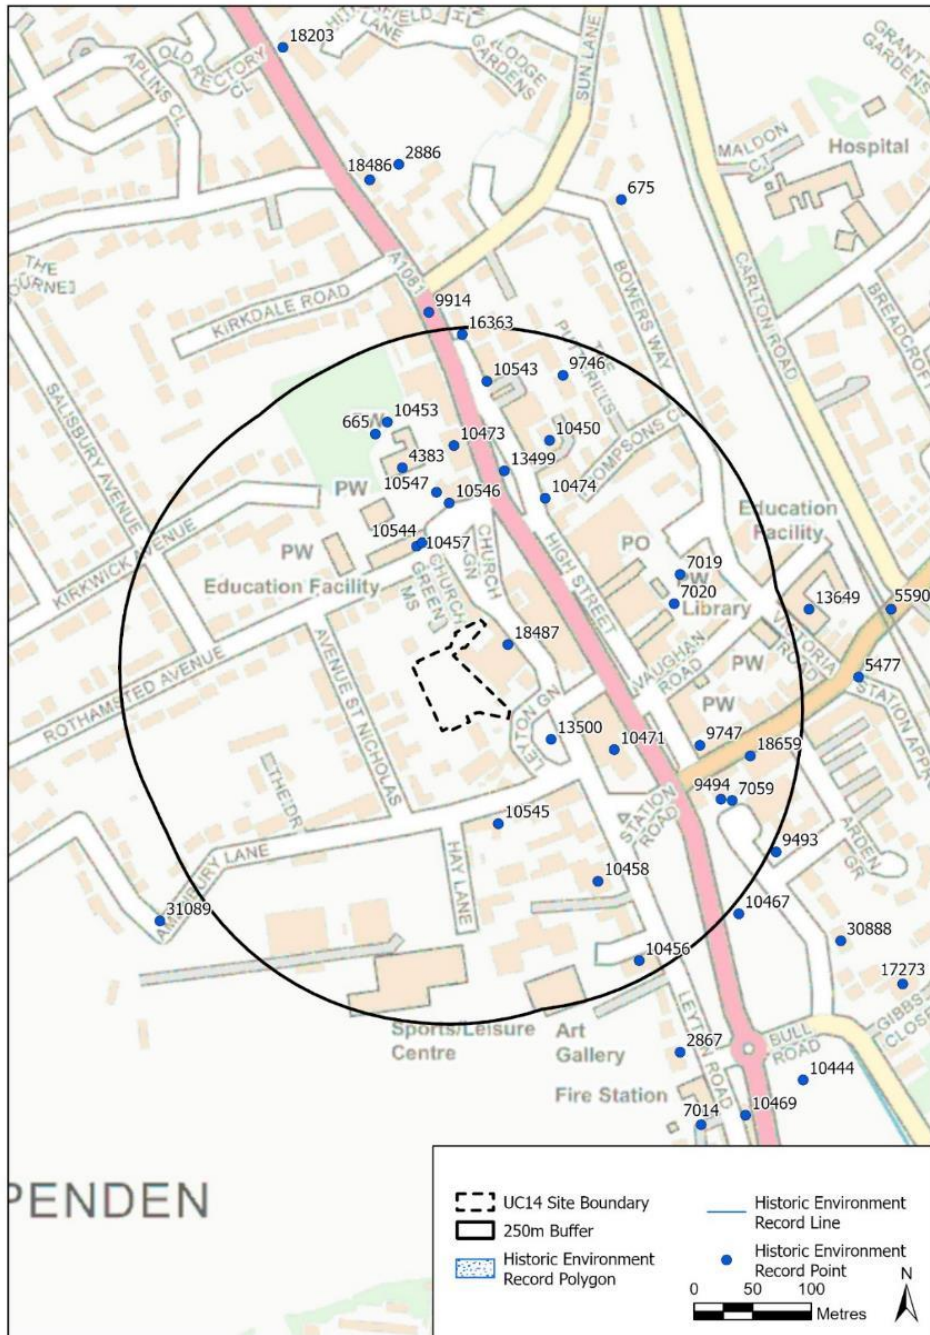 18203
OLD RECTORY
CL
APLINS CL
LANE
LODGE
GARDENS
SUN LANE
GRANT
GARDENS
MALDON
CT
Hospital
2886
18486
675
THE
A1081
KIRKDALE ROAD
BOWERS WAY
CARLTON ROAD
9914
16363
10543
9746
SALISBURY AVENUE
10453
665
10473
10450
4383
13499
THOMPSONS CL
10547
10546
10474
PW
KIRKWICK AVENUE
10544
10457
PW
Education Facility
CHURCH
GN
CHURCH
GREEN
MS
HIGH STREET
PO
Education
Facility
7019
PW
7020
Library
13649
5590
18487
VICTORIA
RD
ROTHAMSTED AVENUE
AVENUE ST NICHOLAS
VAUGHAN
ROAD
PW
5477
PW
LEYTON GN
13500
10471
9747
18659
9494
7059
STATION
ROAD
10545
9493
ARDEN
GR
AMENBURY LANE
HAY LANE
10458
31089
10467
30888
10456
17273
GIBBS
CLOSE
Sports/Leisure
Centre
Art
Gallery
LEYTON ROAD
2867
BULL
ROAD
10444
Fire Station
10469
7014
PENDEN
UC14 Site Boundary
250m Buffer
Historic Environment
Record Polygon
Historic Environment
Record Line
Historic Environment
Record Point
0 50 100
Metres
N